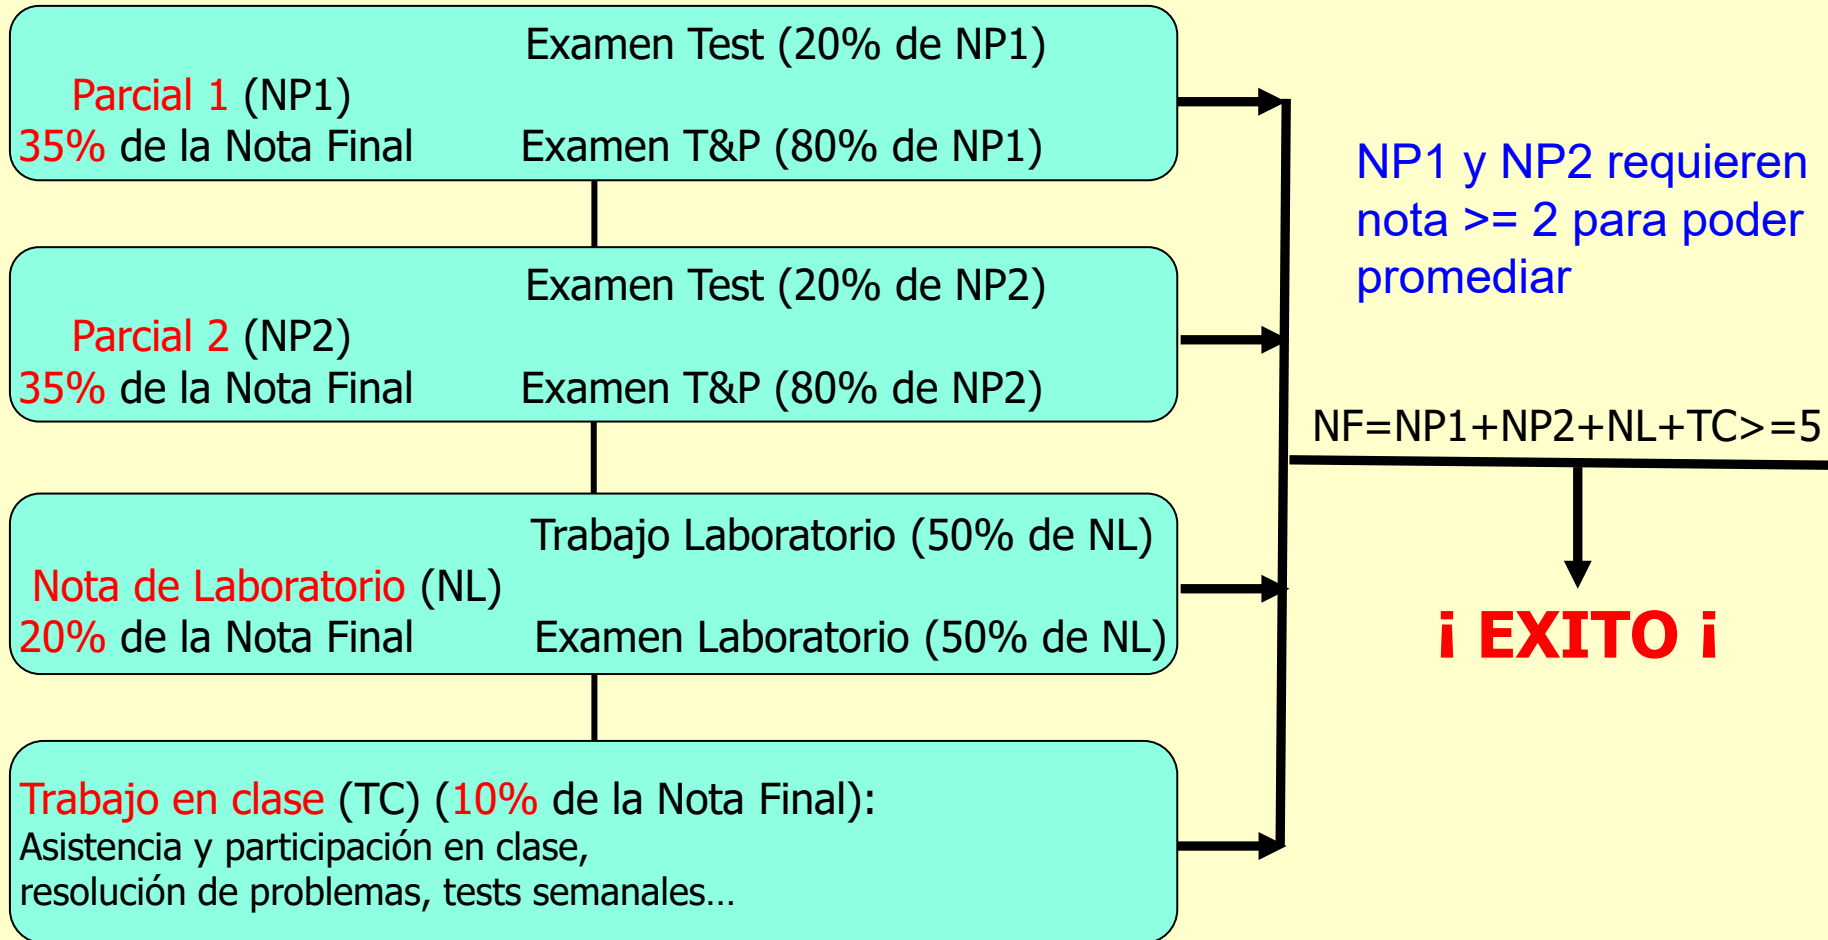 Examen Test (20% de NP1)
Parcial 1 (NP1)
35% de la Nota Final Examen T&P (80% de NP1)
Examen Test (20% de NP2)
Parcial 2 (NP2)
35% de la Nota Final Examen T&P (80% de NP2)
Trabajo Laboratorio (50% de NL)
Nota de Laboratorio (NL)
20% de la Nota Final Examen Laboratorio (50% de NL)
Trabajo en clase (TC) (10% de la Nota Final):
Asistencia y participación en clase,
resolución de problemas, tests semanales...
NP1 y NP2 requieren
nota >= 2 para poder
promediar
NF=NP1+NP2+NL+TC>=5
¡ EXITO ¡